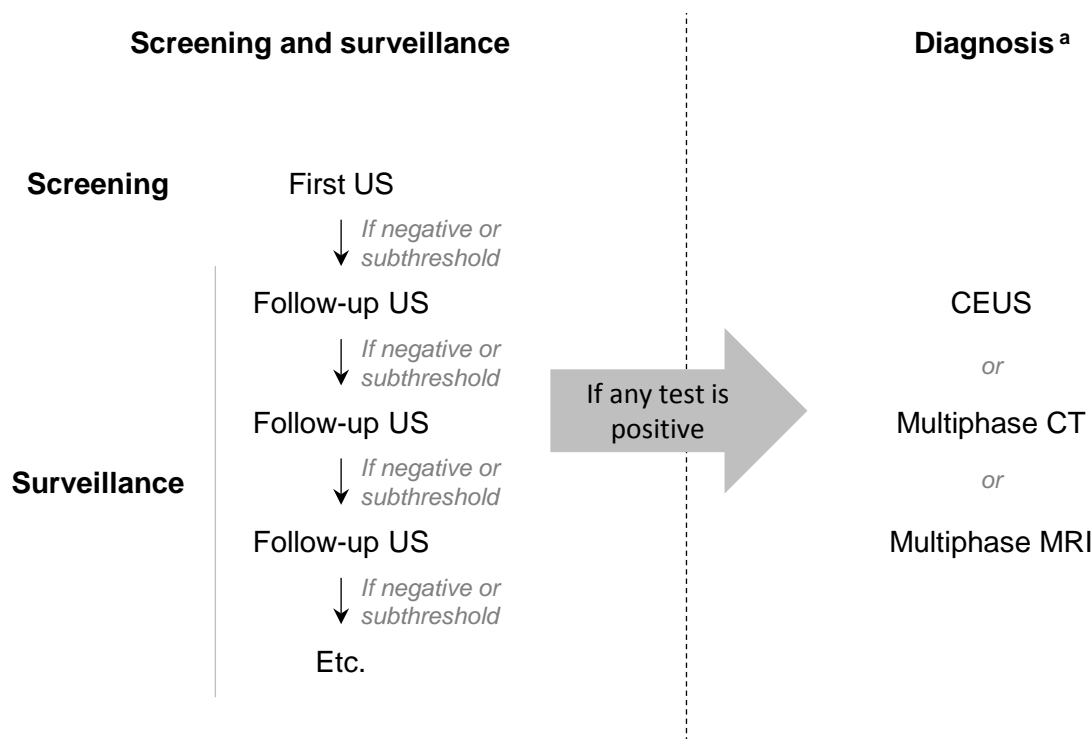 Screening and surveillance
Diagnosis a
Screening
First US
If negative or
subthreshold
Follow-up US
If negative or
subthreshold
Follow-up US
Surveillance
If negative or
subthreshold
Follow-up US
If negative or
subthreshold
Etc.
If any test is
positive
CEUS
or
Multiphase CT
or
Multiphase MRI